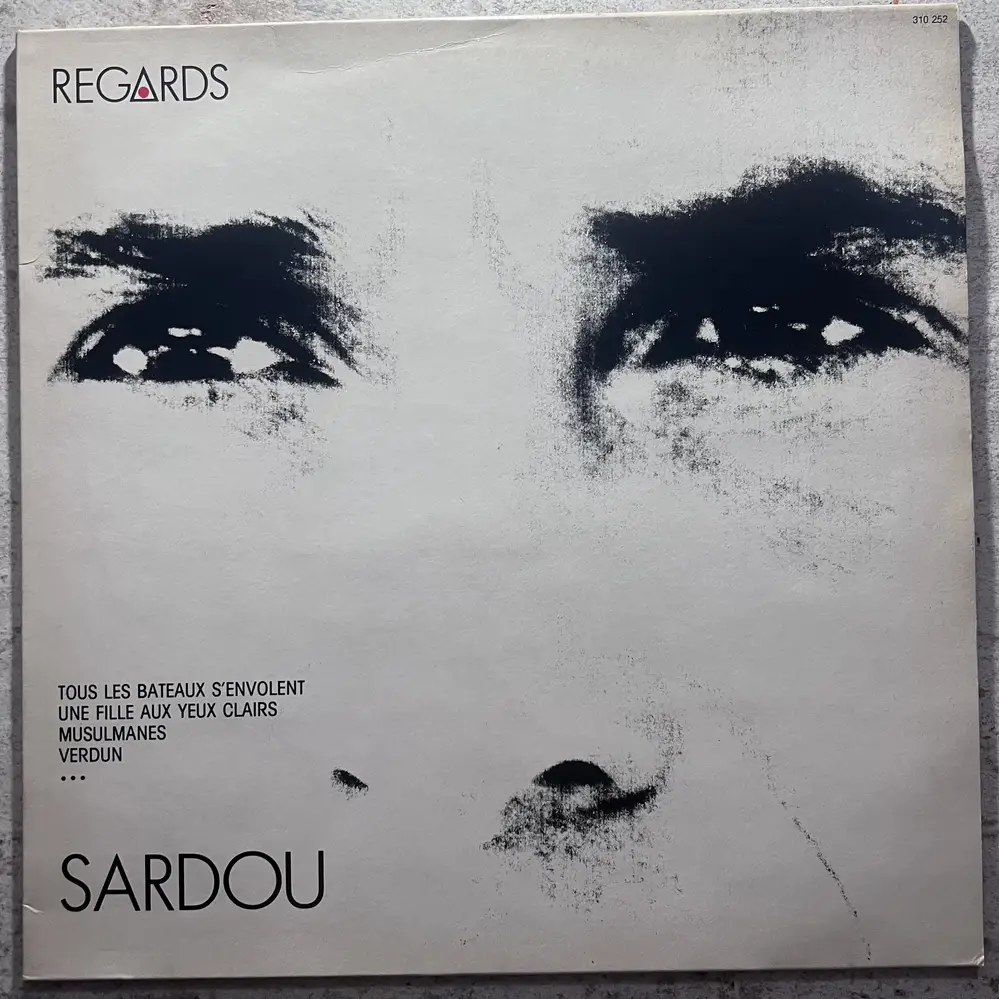 310 252
REGARDS
TOUS LES BATEAUX S'ENVOLENT
UNE FILLE AUX YEUX CLAIRS
MUSULMANES
VERDUN
...
SARDOU